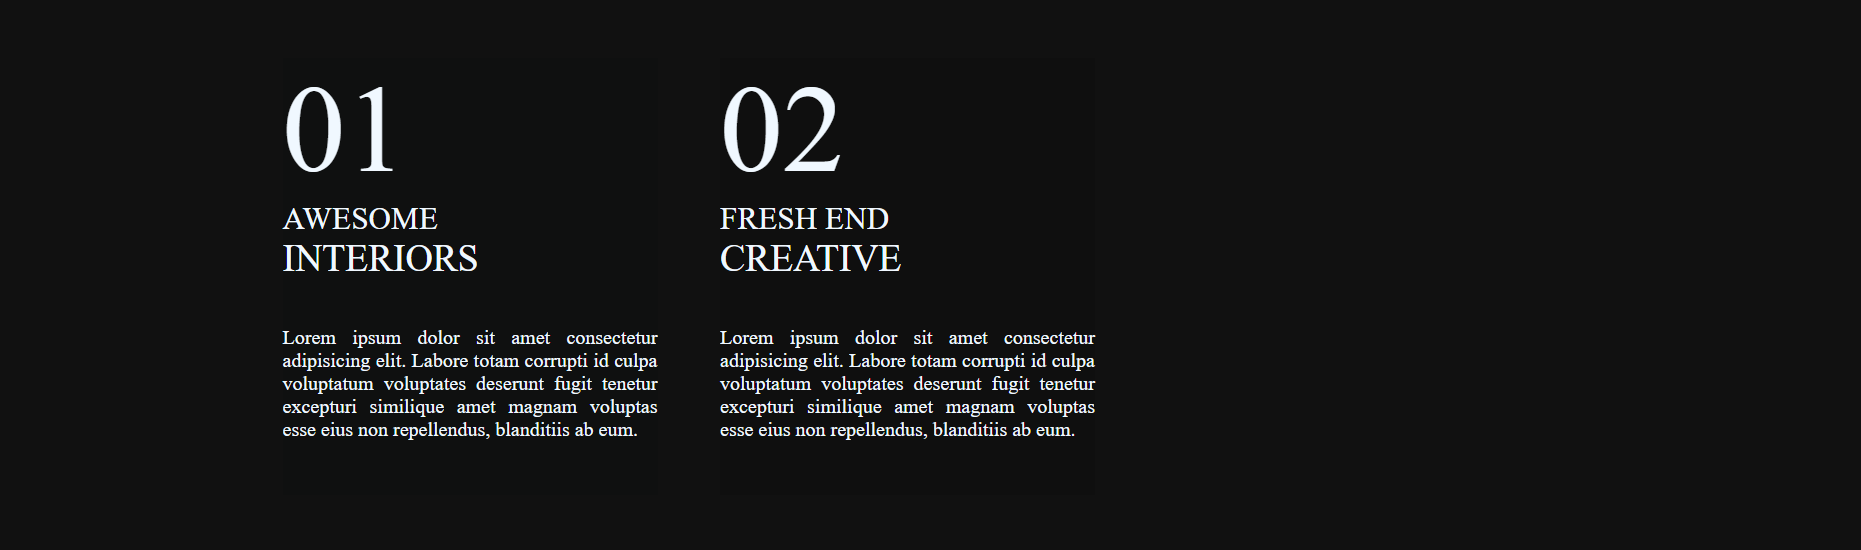 01
AWESOME
INTERIORS
Lorem ipsum dolor sit amet consectetur
adipisicing elit. Labore totam corrupti id culpa
voluptatum voluptates deserunt fugit tenetur
excepturi similique amet magnam voluptas
esse eius non repellendus, blanditiis ab eum.
02
FRESH END
CREATIVE
Lorem ipsum dolor sit amet consectetur
adipisicing elit. Labore totam corrupti id culpa
voluptatum voluptates deserunt fugit tenetur
excepturi similique amet magnam voluptas
esse eius non repellendus, blanditiis ab eum.